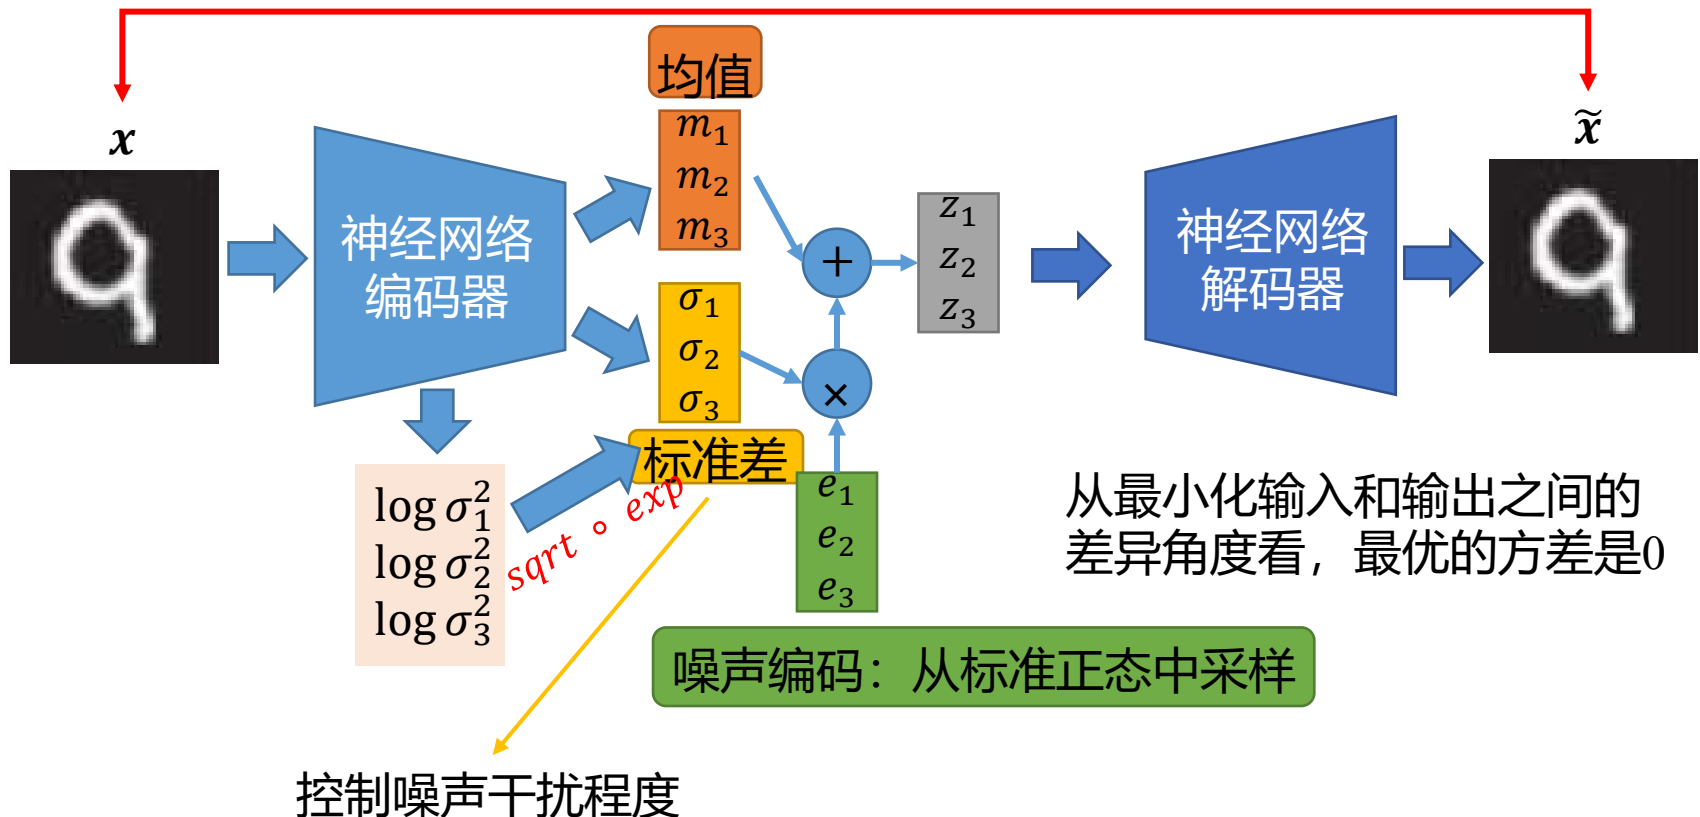 均值
x
x̃
m₁
m₂
m₃
神经网络
编码器
σ₁
σ₂
σ₃
标准差
+
×
z₁
z₂
z₃
神经网络
解码器
log σ₁²
log σ₂²
log σ₃²
sqrt ∘ exp
e₁
e₂
e₃
从最小化输入和输出之间的
差异角度看，最优的方差是0
噪声编码：从标准正态中采样
控制噪声干扰程度